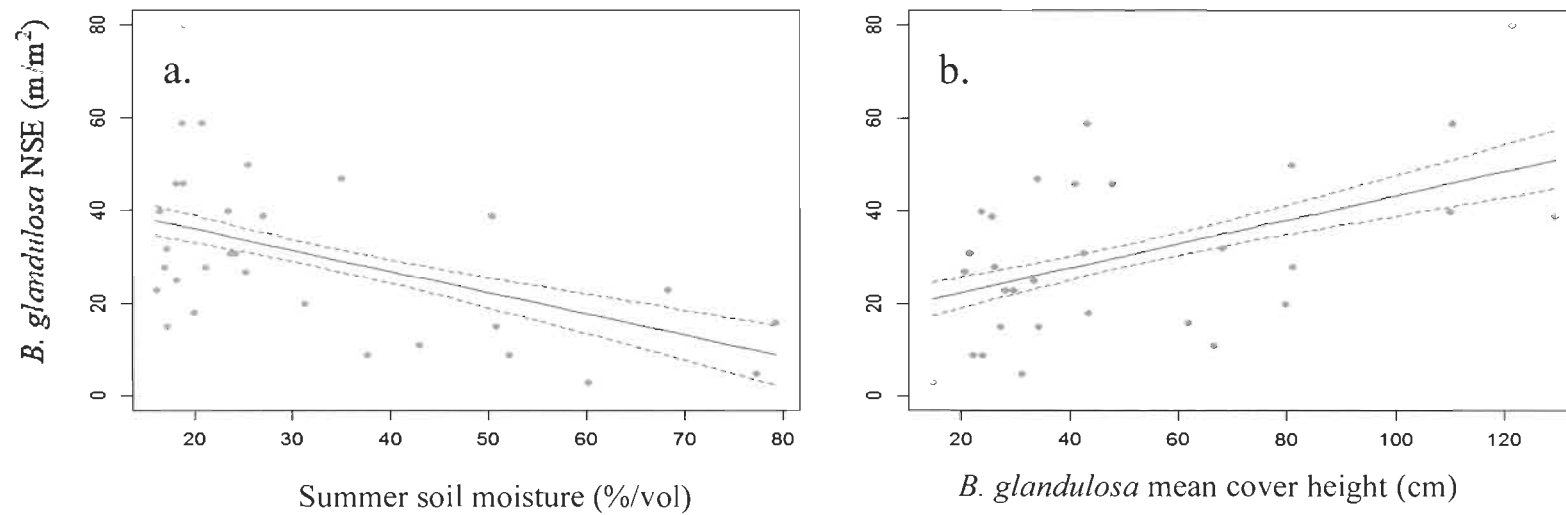 B. glandulosa NSE (m/m²)
a.
80
60
40
20
0
20 30 40 50 60 70 80
Summer soil moisture (%/vol)
b.
80
60
40
20
0
20 40 60 80 100 120
B. glandulosa mean cover height (cm)